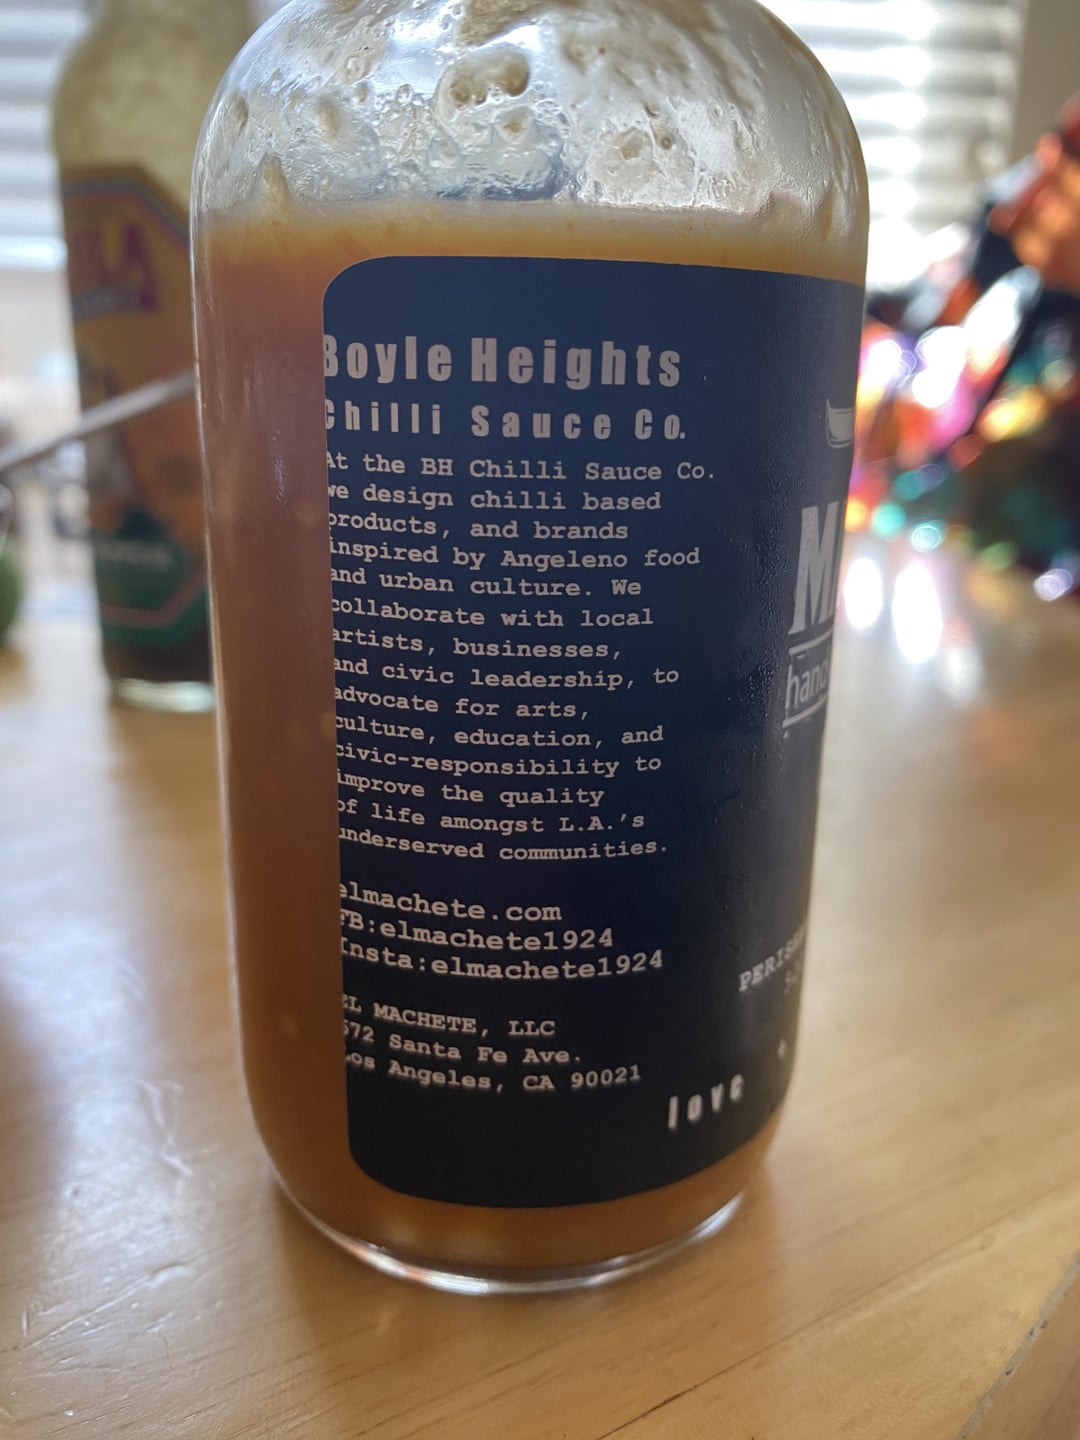 Boyle Heights
Chilli Sauce Co.
At the BH Chilli Sauce Co.
we design chilli based
products, and brands
inspired by Angeleno food
and urban culture. We
collaborate with local
artists, businesses,
and civic leadership, to
advocate for arts,
culture, education, and
civic-responsibility to
improve the quality
of life amongst L.A.'s
underserved communities.
elmachete.com
FB:elmachete1924
Insta:elmachete1924
EL MACHETE, LLC
672 Santa Fe Ave.
Los Angeles, CA 90021
love